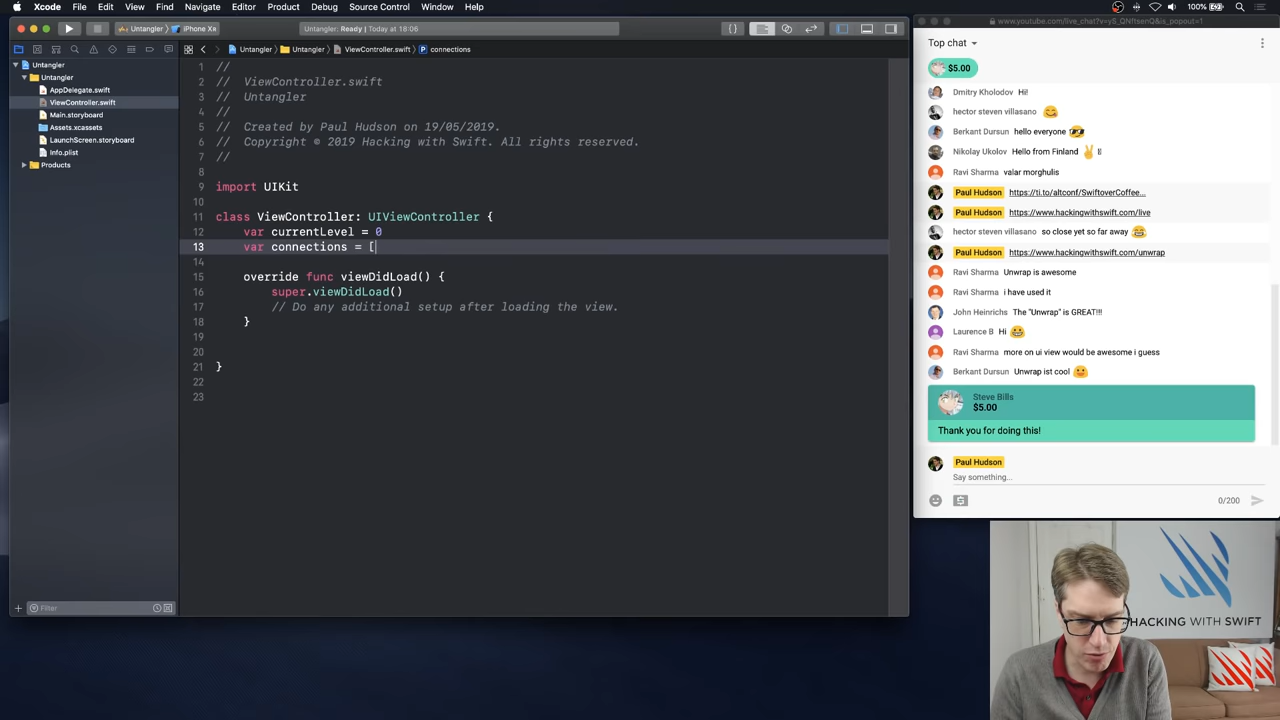 Xcode File Edit View Find Navigate Editor Product Debug Source Control Window Help
100%
www.youtube.com/live_chat?v=yS_QNftsenQ&is_popout=1
Untangler iPhone Xs
Untangler: Ready | Today at 18:06
Untangler Untangler ViewController.swift P connections
Untangler
Untangler
AppDelegate.swift
ViewController.swift
Main.storyboard
Assets.xcassets
LaunchScreen.storyboard
Info.plist
Products
Filter
1 //
2 // ViewController.swift
3 // Untangler
4 //
5 // Created by Paul Hudson on 19/05/2019.
6 // Copyright © 2019 Hacking with Swift. All rights reserved.
7 //
8
9 import UIKit
10
11 class ViewController: UIViewController {
12 var currentLevel = 0
13 var connections = [
14
15 override func viewDidLoad() {
16 super.viewDidLoad()
17 // Do any additional setup after loading the view.
18 }
19
20
21 }
22
23
Top chat
$5.00
Dmitry Kholodov Hi!
hector steven villasano 😊
Berkant Dursun hello everyone
Nikolay Ukolov Hello from Finland ✌
Ravi Sharma valar morghulis
Paul Hudson https://ti.to/altconf/SwiftoverCoffee...
Paul Hudson https://www.hackingwithswift.com/live
hector steven villasano so close yet so far away 😂
Paul Hudson https://www.hackingwithswift.com/unwrap
Ravi Sharma Unwrap is awesome
Ravi Sharma i have used it
John Heinrichs The "Unwrap" is GREAT!!!
Laurence B Hi 😁
Ravi Sharma more on ui view would be awesome i guess
Berkant Dursun Unwrap ist cool 😛
Steve Bills
$5.00
Thank you for doing this!
Paul Hudson
Say something...
0/200
HACKING WITH SWIFT